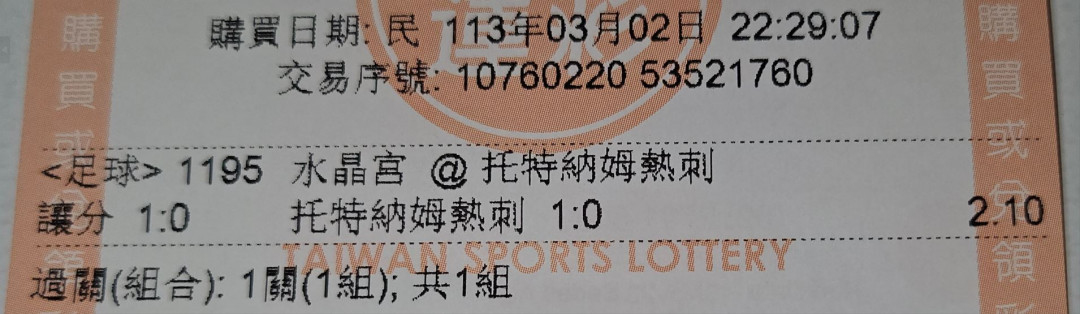 購買日期: 民 113年03月02日 22:29:07
交易序號: 10760220 53521760
<足球> 1195 水晶宮 @ 托特納姆熱刺
讓分 1:0 托特納姆熱刺 1:0 2.10
TAIWAN SPORTS LOTTERY
過關(組合): 1關(1組); 共1組
購買或分領彩
購買或分領彩